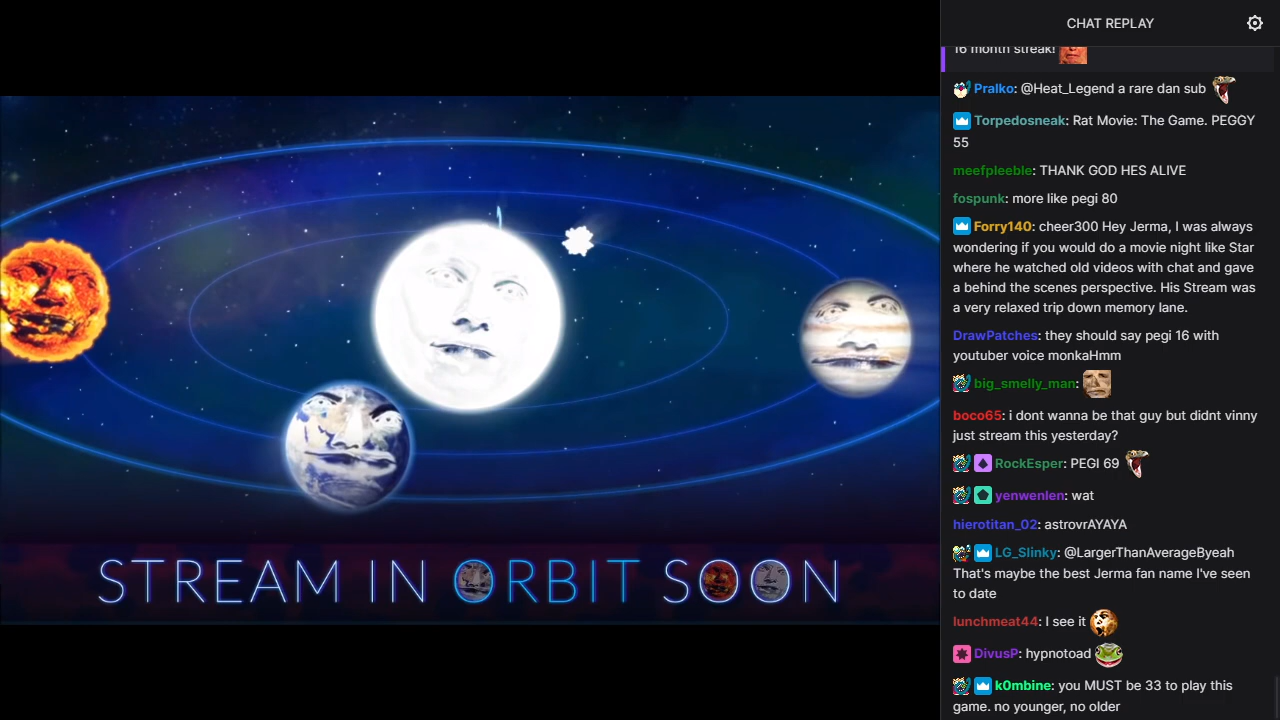 CHAT REPLAY
16 month streak!
Pralko: @Heat_Legend a rare dan sub
Torpedosneak: Rat Movie: The Game. PEGGY
55
meefpleeble: THANK GOD HES ALIVE
fospunk: more like pegi 80
Forry140: cheer300 Hey Jerma, I was always
wondering if you would do a movie night like Star
where he watched old videos with chat and gave
a behind the scenes perspective. His Stream was
a very relaxed trip down memory lane.
DrawPatches: they should say pegi 16 with
youtuber voice monkaHmm
big_smelly_man:
boco65: i dont wanna be that guy but didnt vinny
just stream this yesterday?
RockEsper: PEGI 69
yenwenlen: wat
hierotitan_02: astrovrAYAYA
LG_Slinky: @LargerThanAverageByeah
That's maybe the best Jerma fan name I've seen
to date
lunchmeat44: I see it
DivusP: hypnotoad
k0mbine: you MUST be 33 to play this
game. no younger, no older
STREAM IN ORBIT SOON